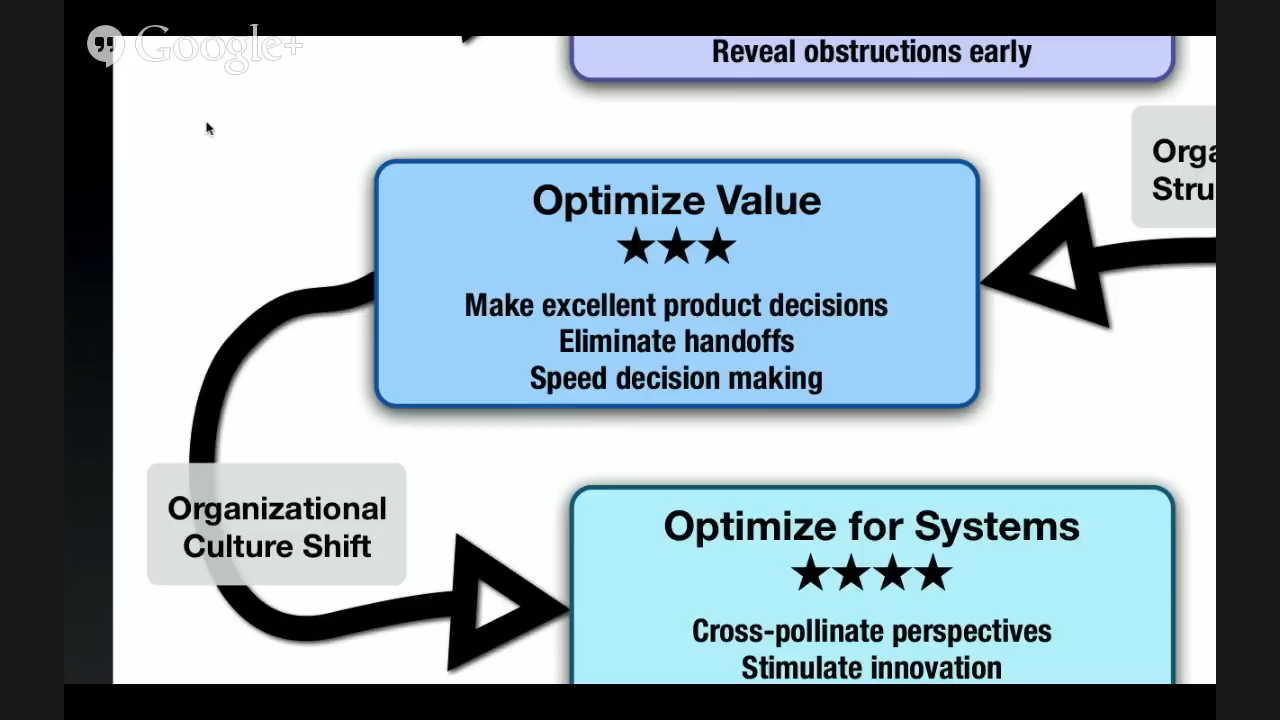 Google+
Reveal obstructions early
Orga
Stru
Optimize Value
★★★
Make excellent product decisions
Eliminate handoffs
Speed decision making
Organizational
Culture Shift
Optimize for Systems
★★★★
Cross-pollinate perspectives
Stimulate innovation